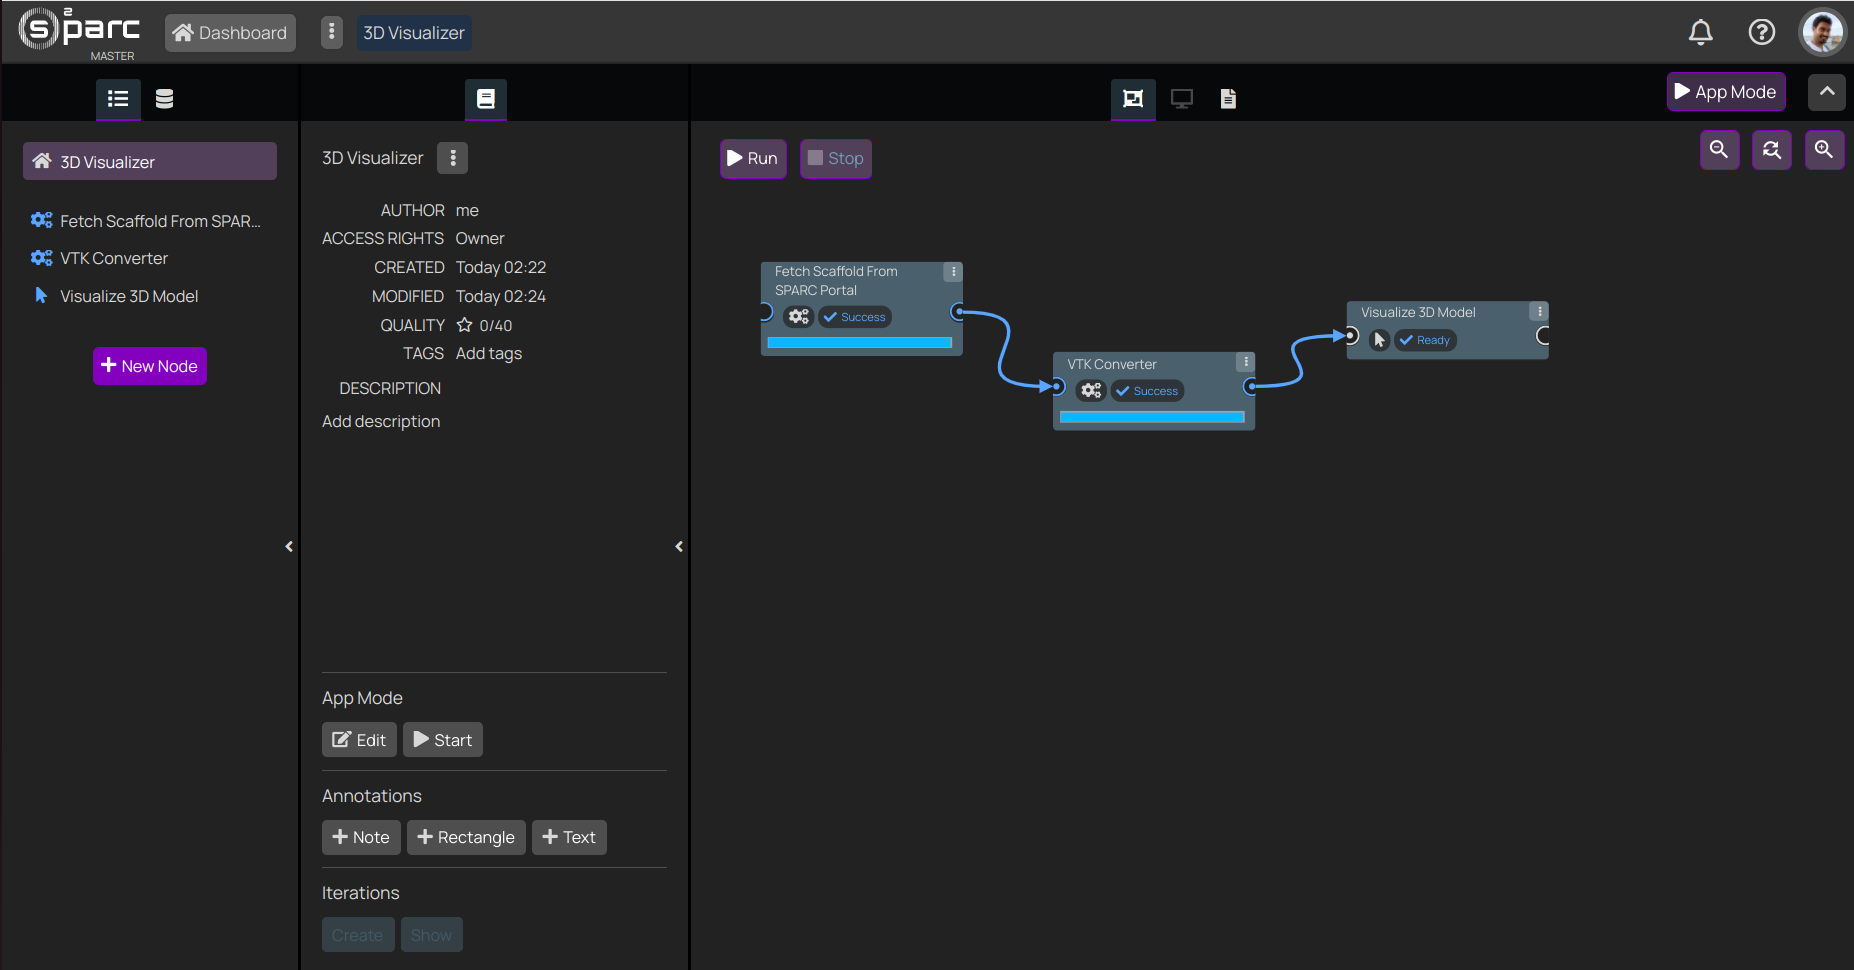 s2parc
MASTER
Dashboard
3D Visualizer
App Mode
3D Visualizer
Fetch Scaffold From SPAR...
VTK Converter
Visualize 3D Model
New Node
3D Visualizer
AUTHOR me
ACCESS RIGHTS Owner
CREATED Today 02:22
MODIFIED Today 02:24
QUALITY 0/40
TAGS Add tags
DESCRIPTION
Add description
App Mode
Edit Start
Annotations
Note Rectangle Text
Iterations
Create Show
Run Stop
Fetch Scaffold From
SPARC Portal
Success
VTK Converter
Success
Visualize 3D Model
Ready